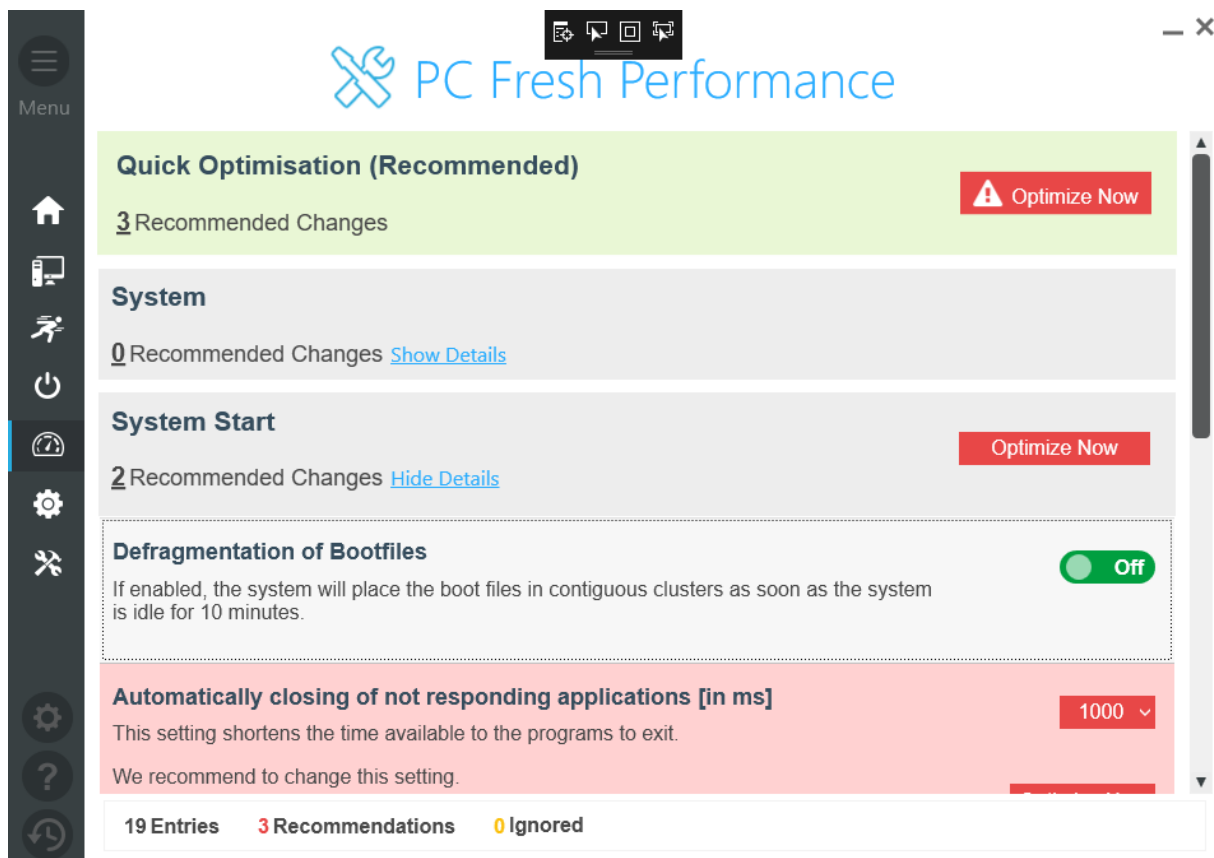 Menu
PC Fresh Performance
Quick Optimisation (Recommended)
3 Recommended Changes
Optimize Now
System
0 Recommended Changes Show Details
System Start
2 Recommended Changes Hide Details
Optimize Now
Defragmentation of Bootfiles
Off
If enabled, the system will place the boot files in contiguous clusters as soon as the system
is idle for 10 minutes.
Automatically closing of not responding applications [in ms]
1000
This setting shortens the time available to the programs to exit.
We recommend to change this setting.
19 Entries 3 Recommendations 0 Ignored